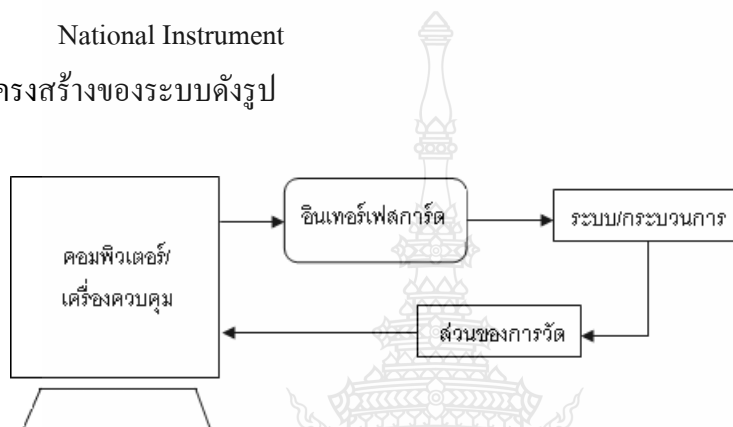 National Instrument
ครงสร้างของระบบดังรูป
อินเทอร์เฟสการ์ด
ระบบ/กระบวนการ
คอมพิวเตอร์/
เครื่องควบคุม
ส่วนของการวัด